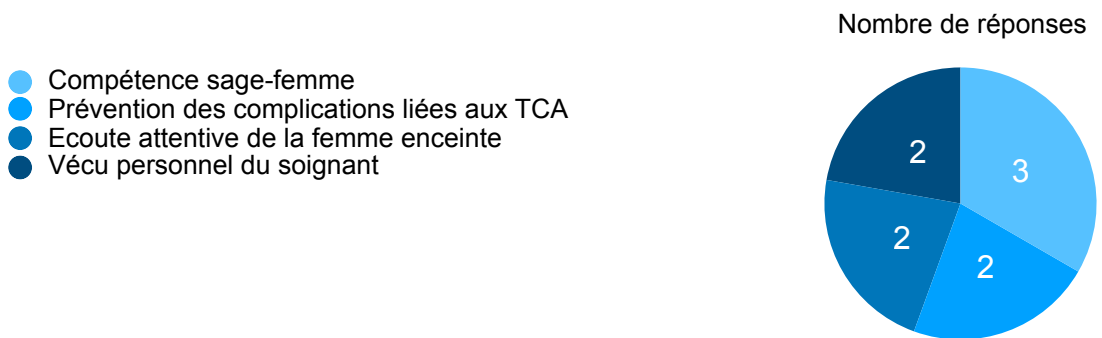 Nombre de réponses
Compétence sage-femme
Prévention des complications liées aux TCA
Ecoute attentive de la femme enceinte
Vécu personnel du soignant
2
3
2
2